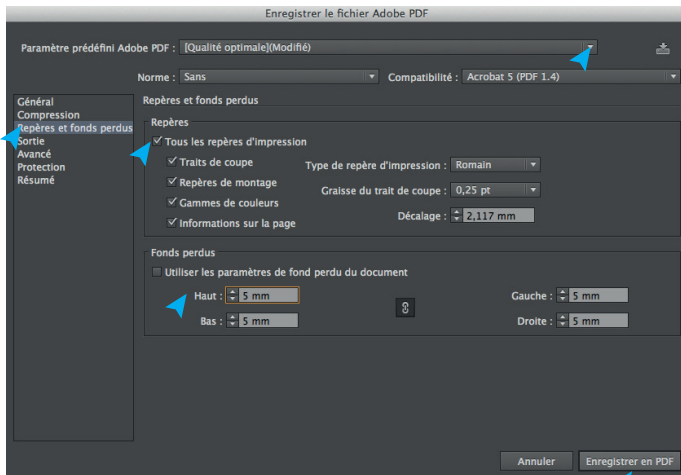 Enregistrer le fichier Adobe PDF
Paramètre prédéfini Adobe PDF : [Qualité optimale](Modifié)
Norme : Sans Compatibilité : Acrobat 5 (PDF 1.4)
Général
Compression
Repères et fonds perdus
Sortie
Avancé
Protection
Résumé
Repères et fonds perdus
Repères
Tous les repères d'impression
Traits de coupe Type de repère d'impression : Romain
Repères de montage Graisse du trait de coupe : 0,25 pt
Gammes de couleurs Décalage : 2,117 mm
Informations sur la page
Fonds perdus
Utiliser les paramètres de fond perdu du document
Haut : 5 mm Gauche : 5 mm
Bas : 5 mm Droite : 5 mm
Annuler Enregistrer en PDF